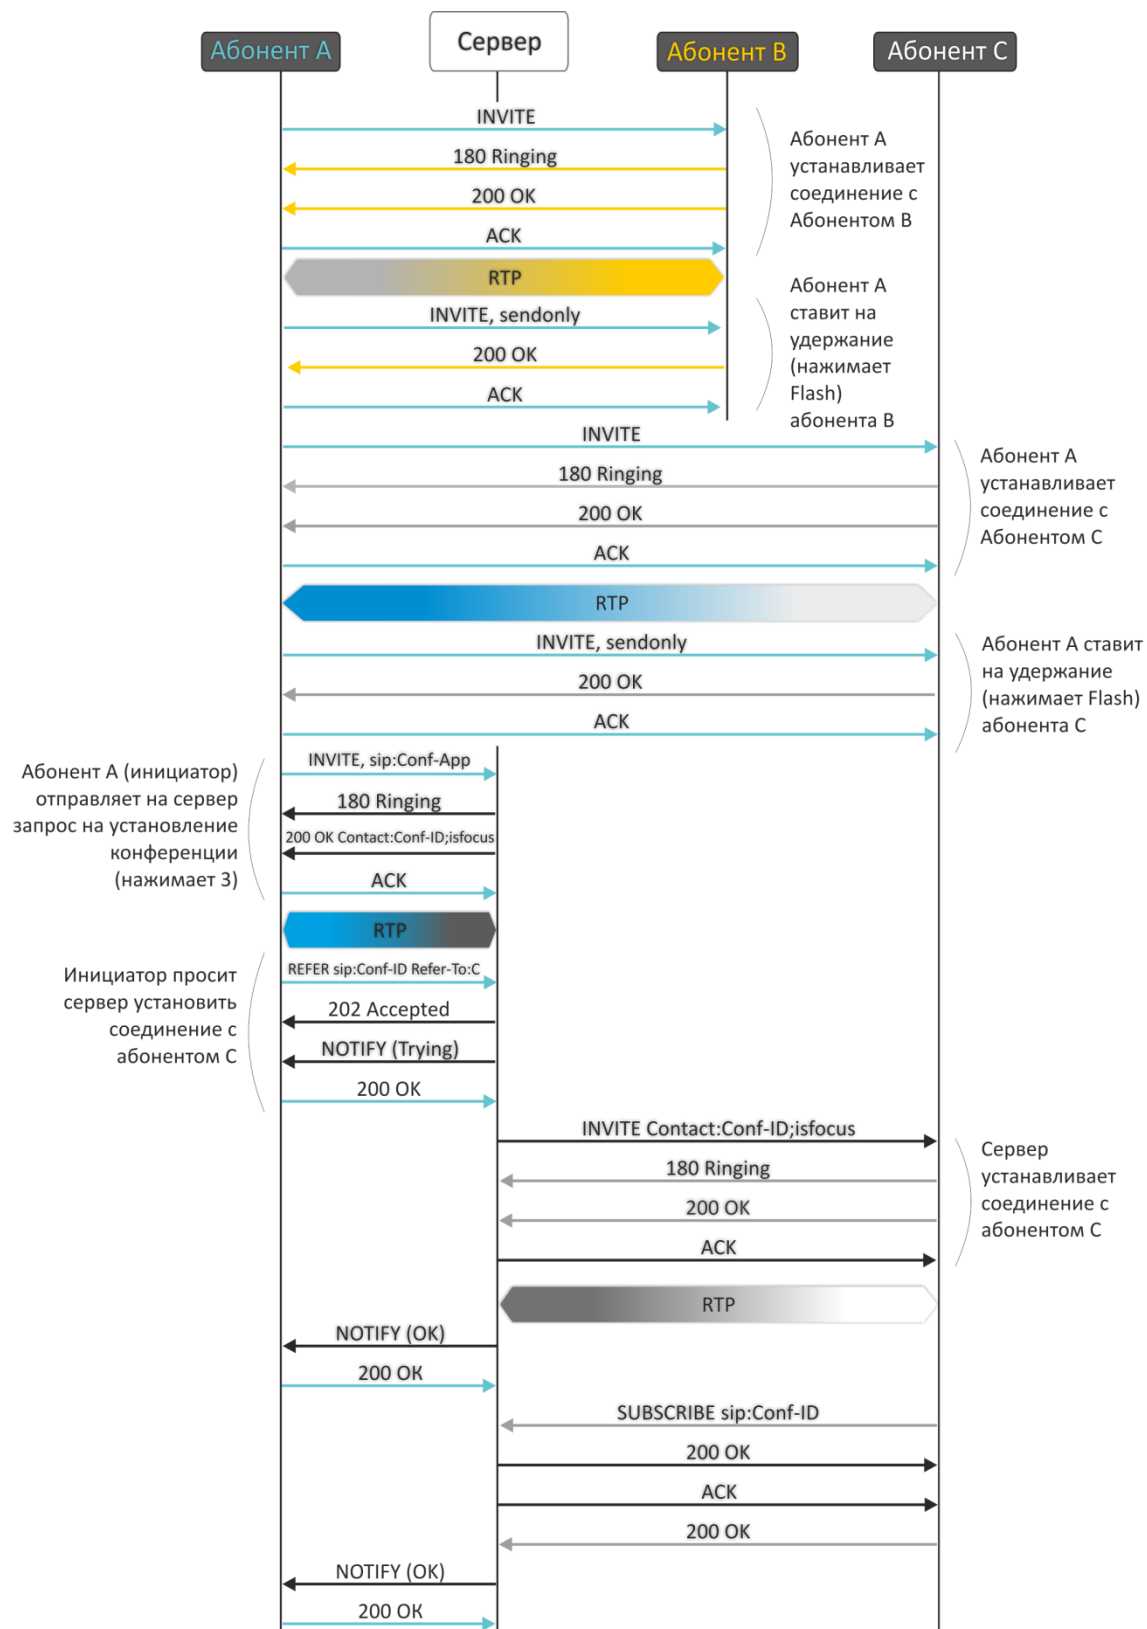 Абонент А
Сервер
Абонент В
Абонент С
INVITE
180 Ringing
200 OK
ACK
Абонент А
устанавливает
соединение с
Абонентом В
RTP
INVITE, sendonly
200 OK
ACK
Абонент А
ставит на
удержание
(нажимает
Flash)
абонента В
INVITE
180 Ringing
200 OK
ACK
Абонент А
устанавливает
соединение с
Абонентом С
RTP
INVITE, sendonly
200 OK
ACK
Абонент А ставит
на удержание
(нажимает Flash)
абонента С
Абонент А (инициатор)
отправляет на сервер
запрос на установление
конференции
(нажимает 3)
INVITE, sip:Conf-App
180 Ringing
200 OK Contact:Conf-ID;isfocus
ACK
RTP
Инициатор просит
сервер установить
соединение с
абонентом С
REFER sip:Conf-ID Refer-To:C
202 Accepted
NOTIFY (Trying)
200 OK
INVITE Contact:Conf-ID;isfocus
180 Ringing
200 OK
ACK
Сервер
устанавливает
соединение с
абонентом С
RTP
NOTIFY (OK)
200 OK
SUBSCRIBE sip:Conf-ID
200 OK
ACK
200 OK
NOTIFY (OK)
200 OK